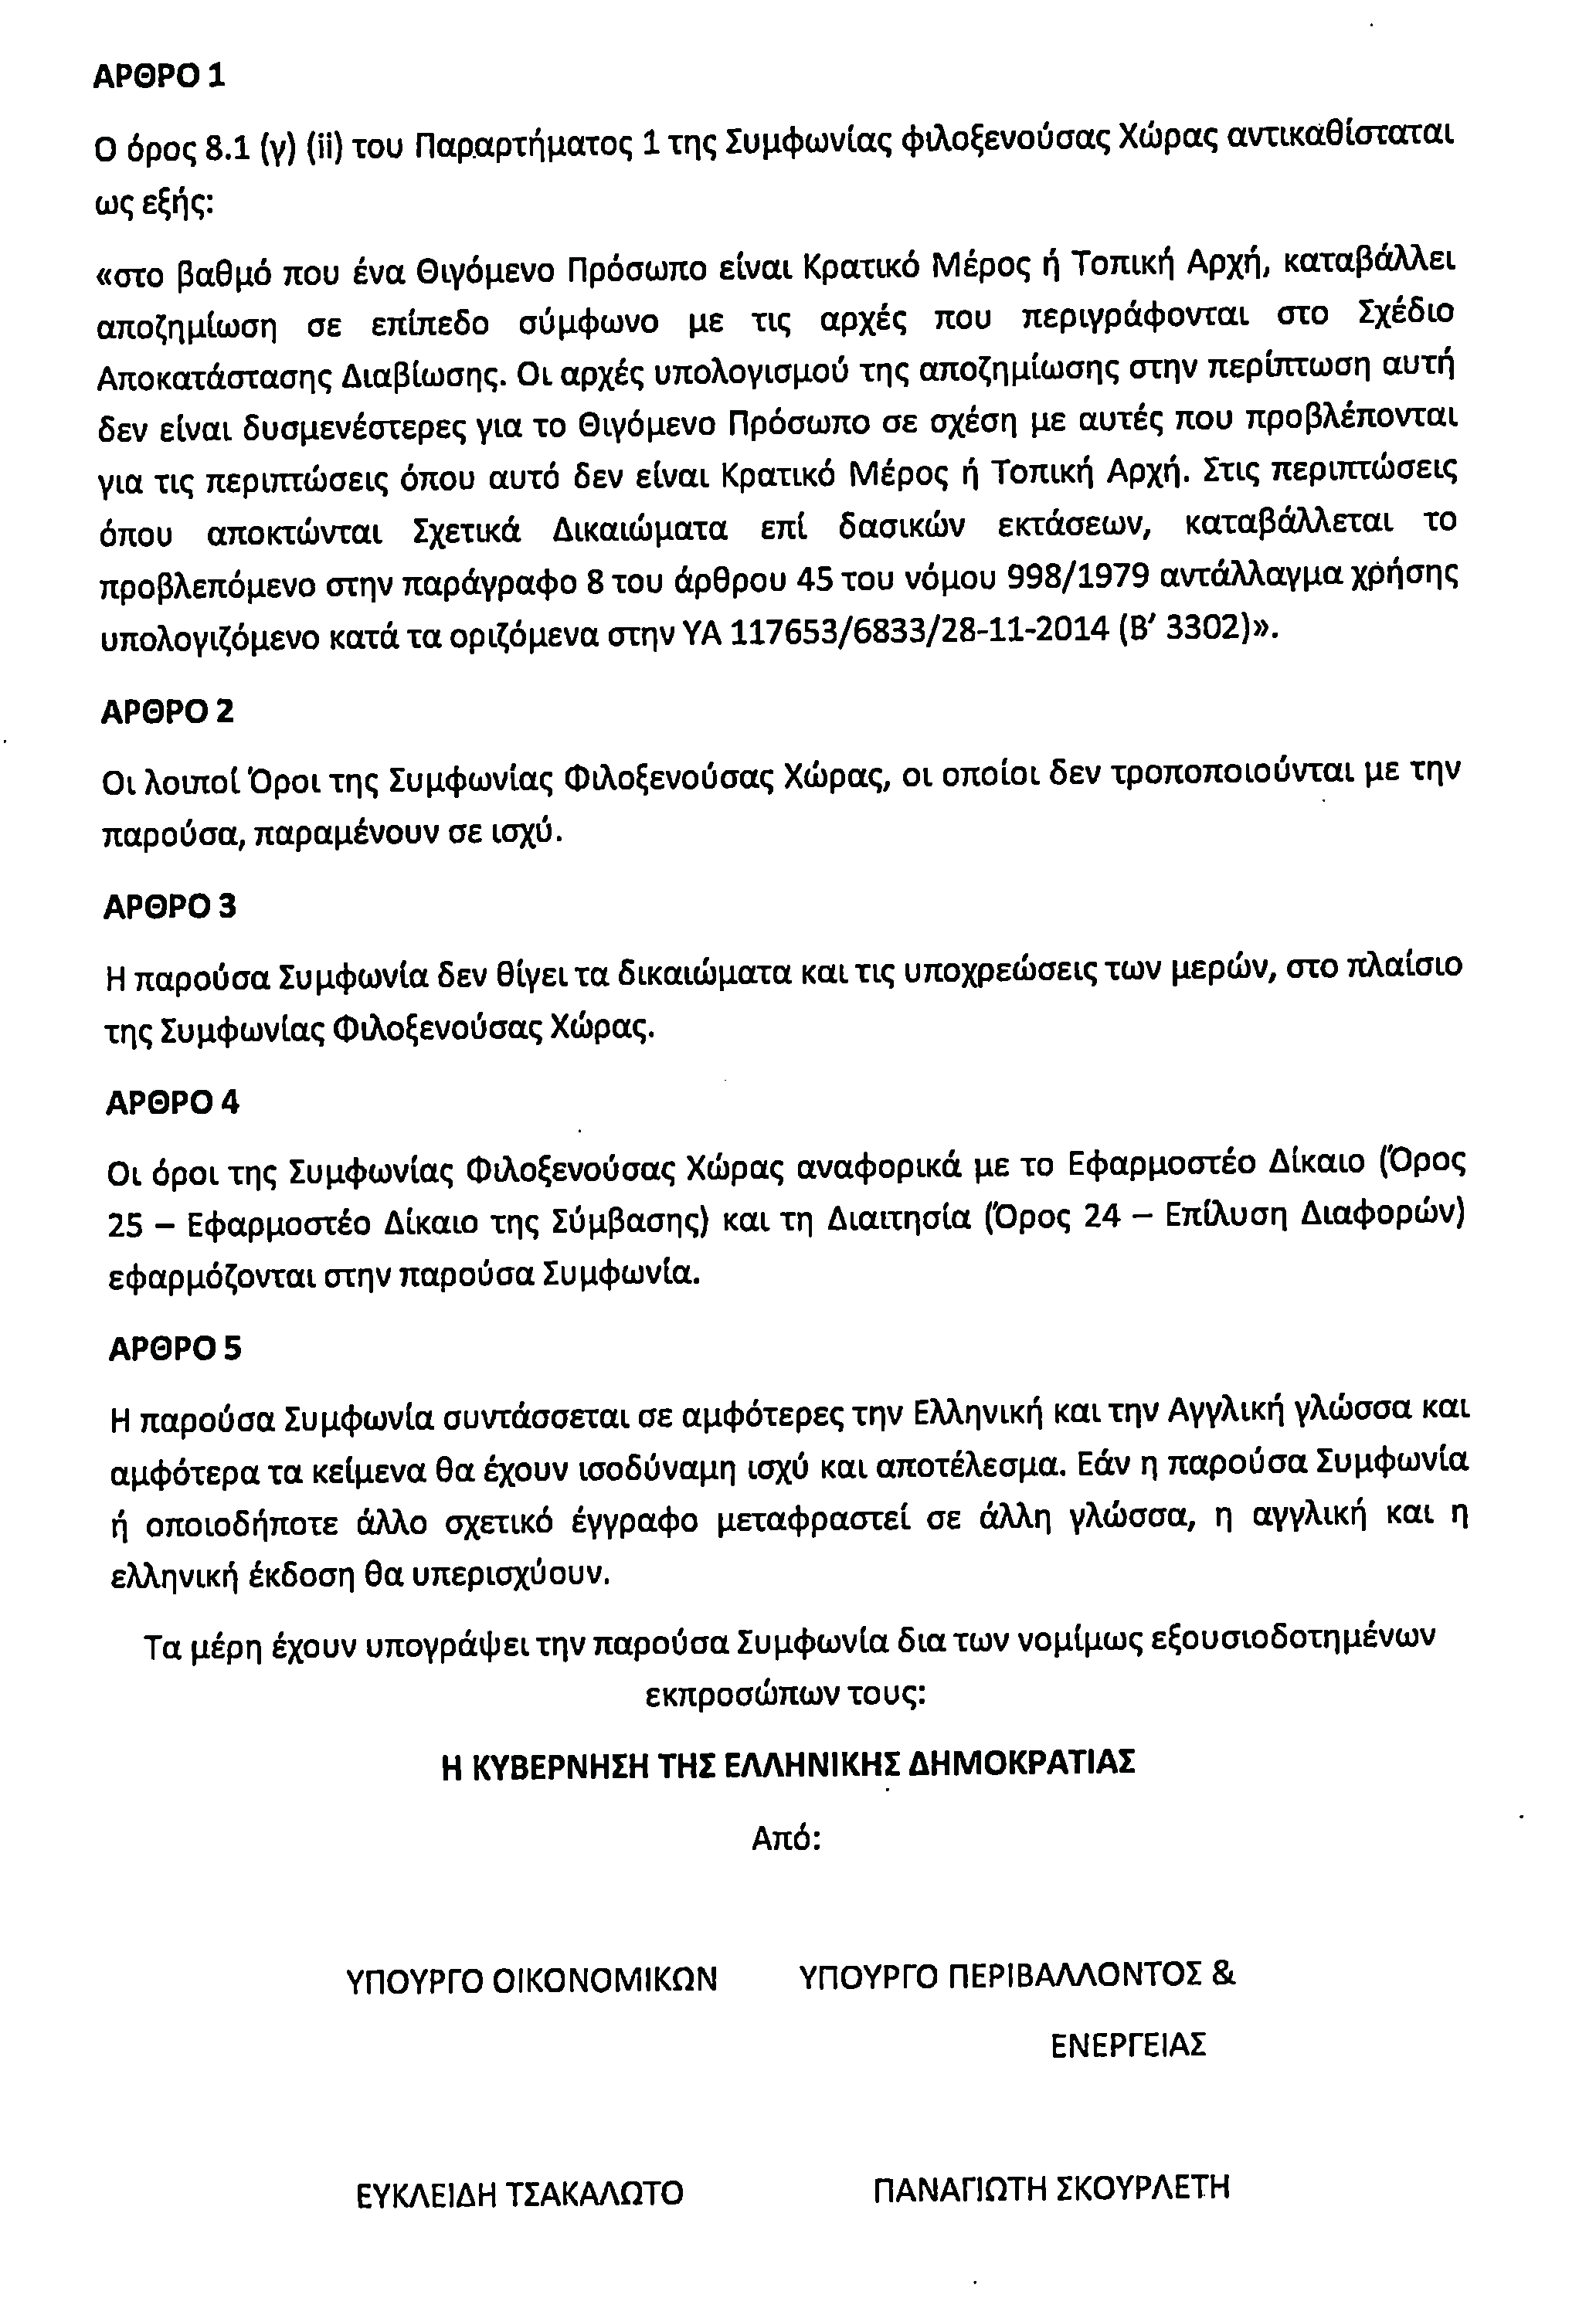 ΑΡΘΡΟ 1
Ο όρος 8.1 (γ) (ii) του Παραρτήματος 1 της Συμφωνίας φιλοξενούσας Χώρας αντικαθίσταται
ως εξής:
«στο βαθμό που ένα Θιγόμενο Πρόσωπο είναι Κρατικό Μέρος ή Τοπική Αρχή, καταβάλλει
αποζημίωση σε επίπεδο σύμφωνο με τις αρχές που περιγράφονται στο Σχέδιο
Αποκατάστασης Διαβίωσης. Οι αρχές υπολογισμού της αποζημίωσης στην περίπτωση αυτή
δεν είναι δυσμενέστερες για το Θιγόμενο Πρόσωπο σε σχέση με αυτές που προβλέπονται
για τις περιπτώσεις όπου αυτό δεν είναι Κρατικό Μέρος ή Τοπική Αρχή. Στις περιπτώσεις
όπου αποκτώνται Σχετικά Δικαιώματα επί δασικών εκτάσεων, καταβάλλεται το
προβλεπόμενο στην παράγραφο 8 του άρθρου 45 του νόμου 998/1979 αντάλλαγμα χρήσης
υπολογιζόμενο κατά τα οριζόμενα στην ΥΑ 117653/6833/28-11-2014 (Β’ 3302)».
ΑΡΘΡΟ 2
Οι λοιποί Όροι της Συμφωνίας Φιλοξενούσας Χώρας, οι οποίοι δεν τροποποιούνται με την
παρούσα, παραμένουν σε ισχύ.
ΑΡΘΡΟ 3
Η παρούσα Συμφωνία δεν θίγει τα δικαιώματα και τις υποχρεώσεις των μερών, στο πλαίσιο
της Συμφωνίας Φιλοξενούσας Χώρας.
ΑΡΘΡΟ 4
Οι όροι της Συμφωνίας Φιλοξενούσας Χώρας αναφορικά με το Εφαρμοστέο Δίκαιο (Όρος
25 – Εφαρμοστέο Δίκαιο της Σύμβασης) και τη Διαιτησία (Όρος 24 – Επίλυση Διαφορών)
εφαρμόζονται στην παρούσα Συμφωνία.
ΑΡΘΡΟ 5
Η παρούσα Συμφωνία συντάσσεται σε αμφότερες την Ελληνική και την Αγγλική γλώσσα και
αμφότερα τα κείμενα θα έχουν ισοδύναμη ισχύ και αποτέλεσμα. Εάν η παρούσα Συμφωνία
ή οποιοδήποτε άλλο σχετικό έγγραφο μεταφραστεί σε άλλη γλώσσα, η αγγλική και η
ελληνική έκδοση θα υπερισχύουν.
Τα μέρη έχουν υπογράψει την παρούσα Συμφωνία δια των νομίμως εξουσιοδοτημένων
εκπροσώπων τους:
Η ΚΥΒΕΡΝΗΣΗ ΤΗΣ ΕΛΛΗΝΙΚΗΣ ΔΗΜΟΚΡΑΤΙΑΣ
Από:
ΥΠΟΥΡΓΟ ΟΙΚΟΝΟΜΙΚΩΝ ΥΠΟΥΡΓΟ ΠΕΡΙΒΑΛΛΟΝΤΟΣ &
ΕΝΕΡΓΕΙΑΣ
ΕΥΚΛΕΙΔΗ ΤΣΑΚΑΛΩΤΟ ΠΑΝΑΓΙΩΤΗ ΣΚΟΥΡΛΕΤΗ